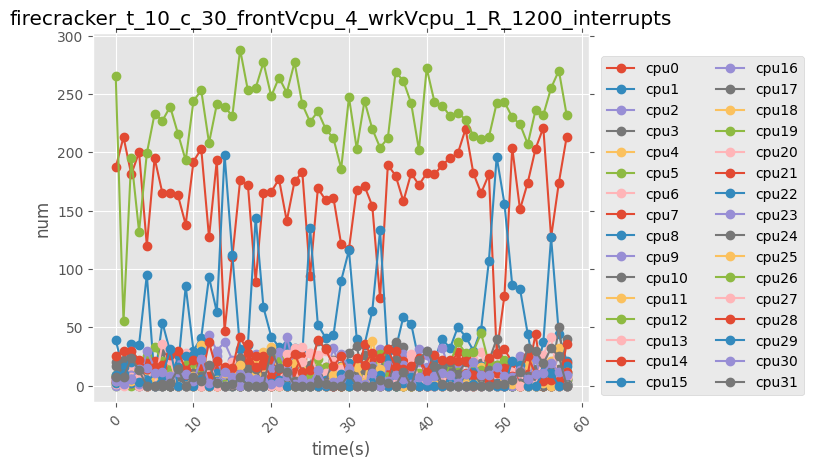 firecracker_t_10_c_30_frontVcpu_4_wrkVcpu_1_R_1200_interrupts
300
250
200
150
100
50
0
num
0
10
20
30
40
50
60
time(s)
cpu0
cpu1
cpu2
cpu3
cpu4
cpu5
cpu6
cpu7
cpu8
cpu9
cpu10
cpu11
cpu12
cpu13
cpu14
cpu15
cpu16
cpu17
cpu18
cpu19
cpu20
cpu21
cpu22
cpu23
cpu24
cpu25
cpu26
cpu27
cpu28
cpu29
cpu30
cpu31